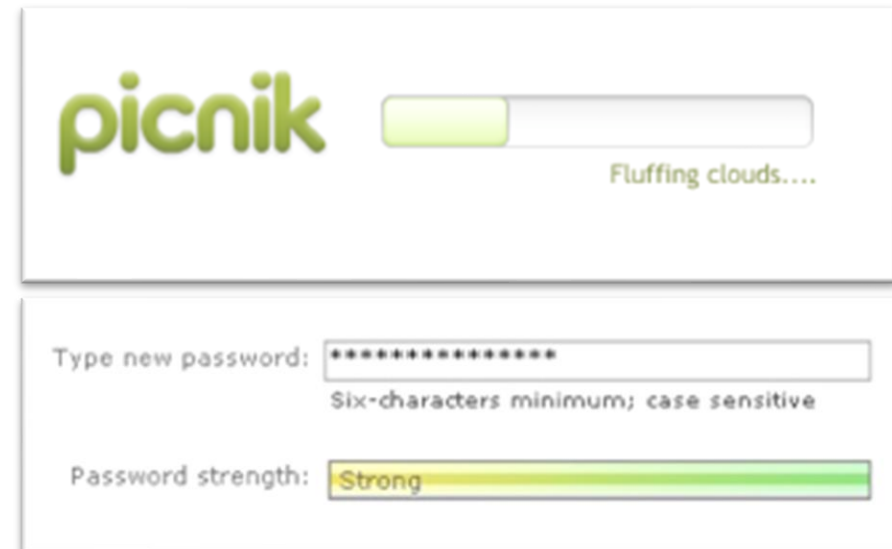 picnik
Fluffing clouds....
Type new password: ***************
Six-characters minimum; case sensitive
Password strength: Strong